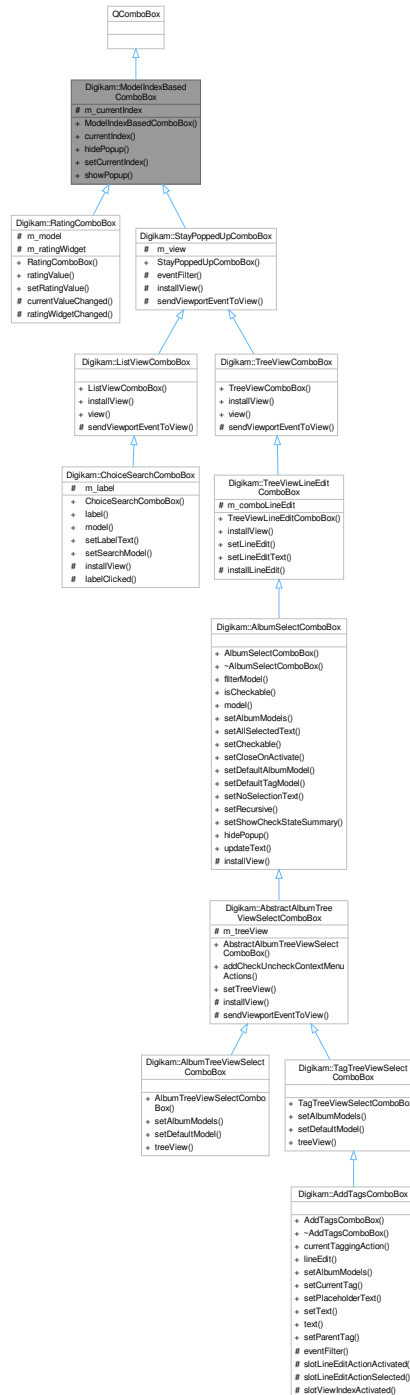 QComboBox
Digikam::ModelIndexBased
ComboBox
# m_currentIndex
+ ModelIndexBasedComboBox()
+ currentIndex()
+ hidePopup()
+ setCurrentIndex()
+ showPopup()
Digikam::RatingComboBox
# m_model
# m_ratingWidget
+ RatingComboBox()
+ ratingValue()
+ setRatingValue()
# currentValueChanged()
# ratingWidgetChanged()
Digikam::StayPoppedUpComboBox
# m_view
+ StayPoppedUpComboBox()
# eventFilter()
# installView()
# sendViewportEventToView()
Digikam::ListViewComboBox
+ ListViewComboBox()
+ installView()
+ view()
# sendViewportEventToView()
Digikam::TreeViewComboBox
+ TreeViewComboBox()
+ installView()
+ view()
# sendViewportEventToView()
Digikam::ChoiceSearchComboBox
# m_label
+ ChoiceSearchComboBox()
+ label()
+ model()
+ setLabelText()
+ setSearchModel()
# installView()
# labelClicked()
Digikam::TreeViewLineEdit
ComboBox
# m_comboLineEdit
+ TreeViewLineEditComboBox()
+ installView()
+ setLineEdit()
+ setLineEditText()
# installLineEdit()
Digikam::AlbumSelectComboBox
+ AlbumSelectComboBox()
+ ~AlbumSelectComboBox()
+ filterModel()
+ isCheckable()
+ model()
+ setAlbumModels()
+ setAllSelectedText()
+ setCheckable()
+ setCloseOnActivate()
+ setDefaultAlbumModel()
+ setDefaultTagModel()
+ setNoSelectionText()
+ setRecursive()
+ setShowCheckStateSummary()
+ hidePopup()
+ updateText()
# installView()
Digikam::AbstractAlbumTree
ViewSelectComboBox
# m_treeView
+ AbstractAlbumTreeViewSelect
ComboBox()
+ addCheckUncheckContextMenu
Actions()
+ setTreeView()
# installView()
# sendViewportEventToView()
Digikam::AlbumTreeViewSelect
ComboBox
+ AlbumTreeViewSelectCombo
Box()
+ setAlbumModels()
+ setDefaultModel()
+ treeView()
Digikam::TagTreeViewSelect
ComboBox
+ TagTreeViewSelectComboBox
+ setAlbumModels()
+ setDefaultModel()
+ treeView()
Digikam::AddTagsComboBox
+ AddTagsComboBox()
+ ~AddTagsComboBox()
+ currentTaggingAction()
+ lineEdit()
+ setAlbumModels()
+ setCurrentTag()
+ setPlaceholderText()
+ setText()
+ text()
+ setParentTag()
# eventFilter()
# slotLineEditActionActivated()
# slotLineEditActionSelected()
# slotViewIndexActivated()